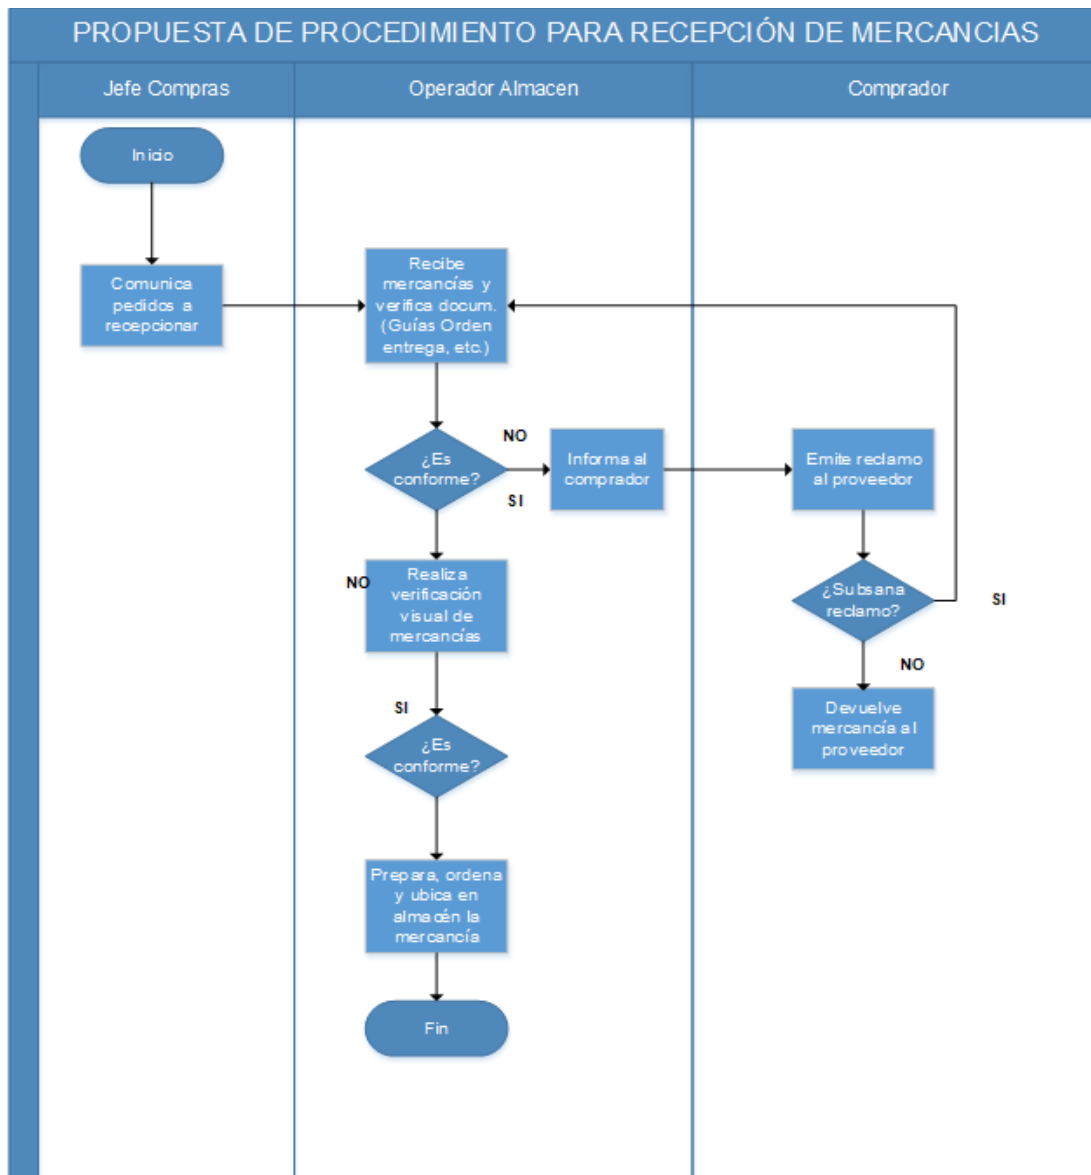 PROPUESTA DE PROCEDIMIENTO PARA RECEPCIÓN DE MERCANCIAS
Jefe Compras
Operador Almacen
Comprador
Inicio
Comunica
pedidos a
recepcionar
Recibe
mercancías y
verifica docum.
(Guías Orden
entrega, etc.)
¿Es
conforme?
NO
SI
Informa al
comprador
Emite reclamo
al proveedor
NO
Realiza
verificación
visual de
mercancías
¿Subsana
reclamo?
SI
NO
Devuelve
mercancía al
proveedor
SI
¿Es
conforme?
Prepara, ordena
y ubica en
almacén la
mercancía
Fin